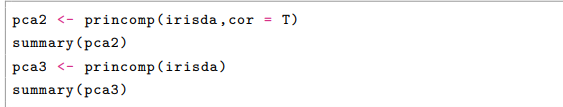 pca2 <- princomp(irisda,cor = T)
summary(pca2)
pca3 <- princomp(irisda)
summary(pca3)